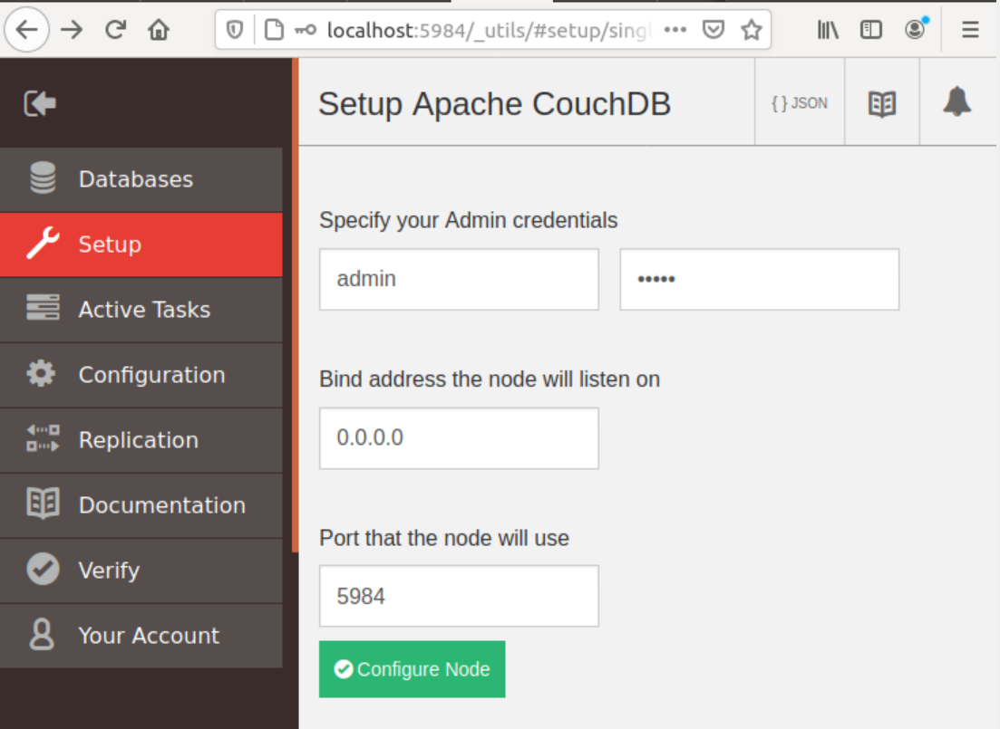 localhost:5984/_utils/#setup/singl
Setup Apache CouchDB
{ } JSON
Databases
Setup
Active Tasks
Configuration
Replication
Documentation
Verify
Your Account
Specify your Admin credentials
admin •••••
Bind address the node will listen on
0.0.0.0
Port that the node will use
5984
Configure Node